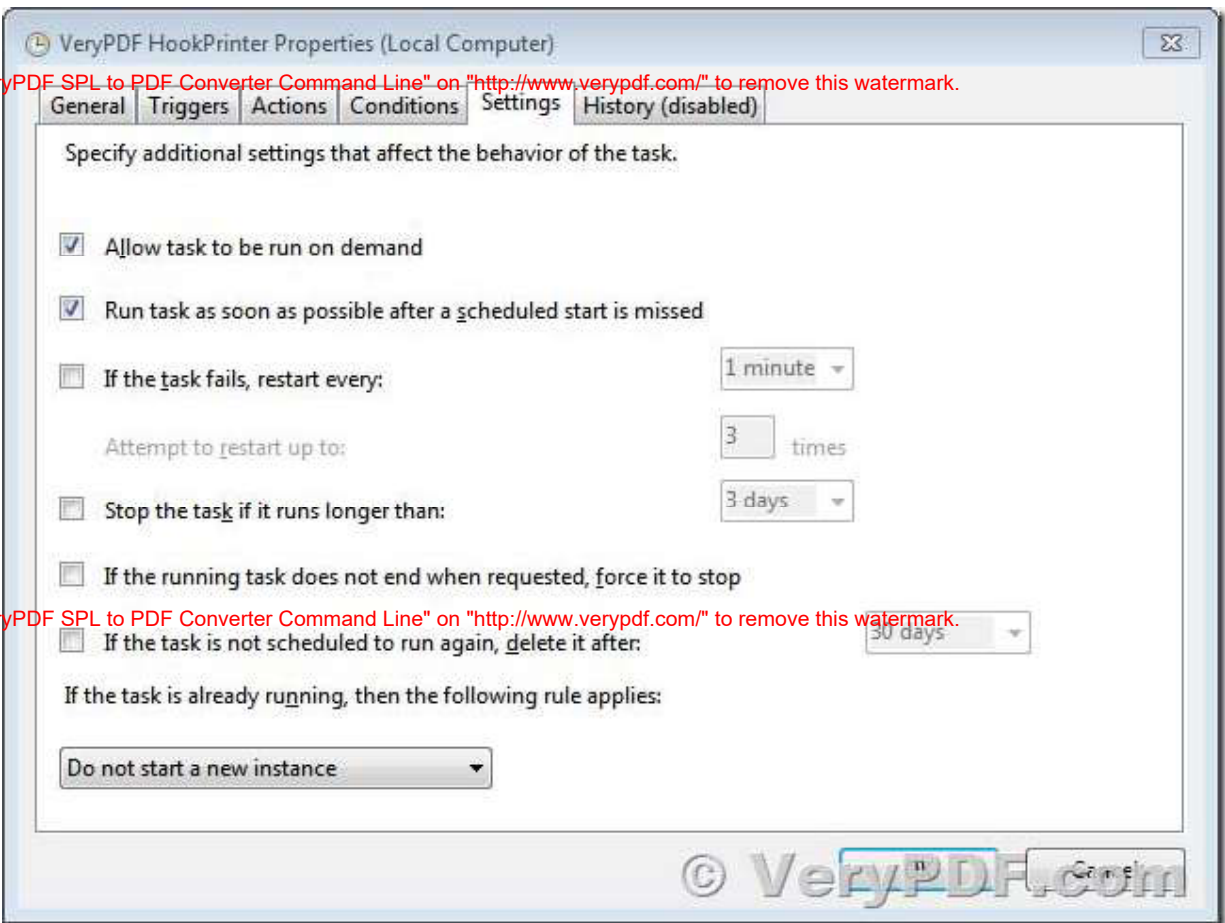 VeryPDF HookPrinter Properties (Local Computer)
yPDF SPL to PDF Converter Command Line" on "http://www.verypdf.com/" to remove this watermark.
General Triggers Actions Conditions Settings History (disabled)
Specify additional settings that affect the behavior of the task.
Allow task to be run on demand
Run task as soon as possible after a scheduled start is missed
If the task fails, restart every: 1 minute
Attempt to restart up to: 3 times
Stop the task if it runs longer than: 3 days
If the running task does not end when requested, force it to stop
yPDF SPL to PDF Converter Command Line" on "http://www.verypdf.com/" to remove this watermark.
If the task is not scheduled to run again, delete it after: 30 days
If the task is already running, then the following rule applies:
Do not start a new instance
© VeryPDF.com Cancel